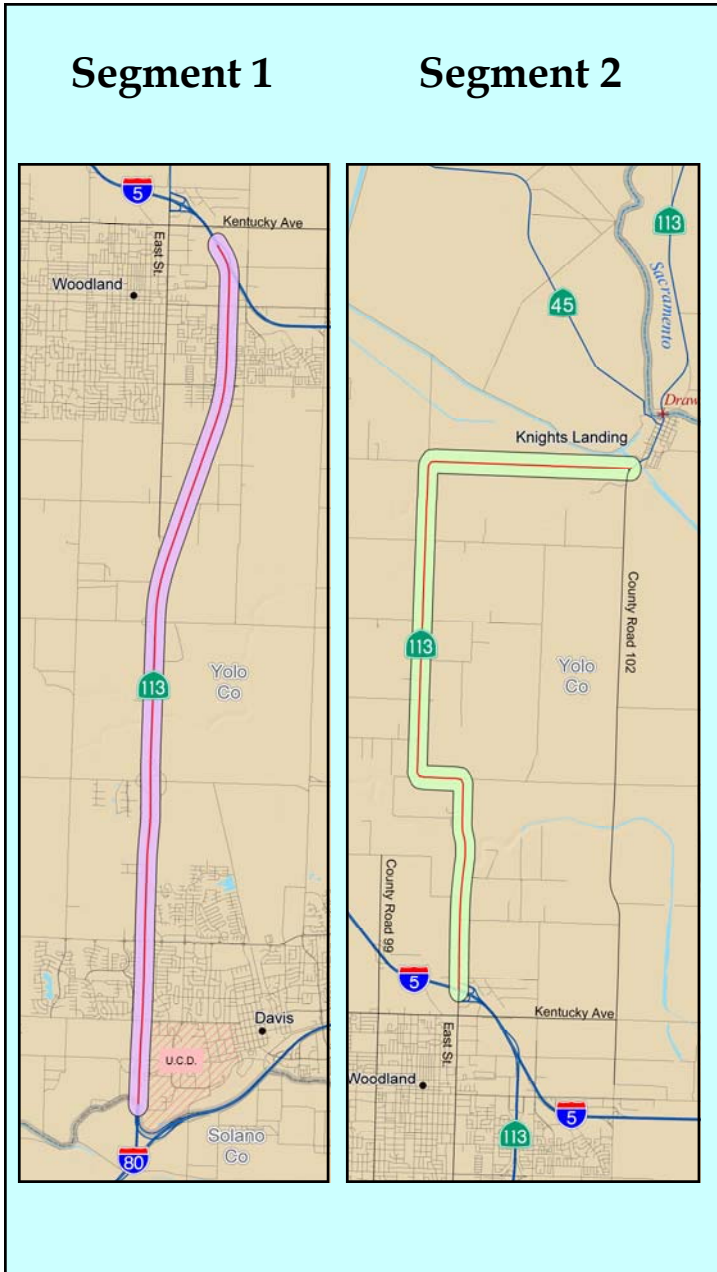 Segment 1
5
Kentucky Ave
East St.
Woodland
Yolo
Co
113
Davis
U.C.D.
Solano
Co
80
Segment 2
113
Sacramento
45
Draw
Knights Landing
County Road 102
113
Yolo
Co
County Road 99
5
Kentucky Ave
East St.
Woodland
5
113